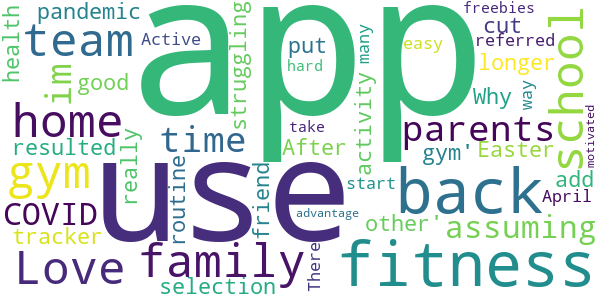 pandemic
freebies
health
team
Active
struggling
app
put
many
easy
cut
referred
school
im
good
hard
activity
longer
home
time
take
parents
Why
way
resulted
really
After
gym'
Easter
motivated
gym
routine
friend
use
start
back
add
April
COVID
advantage
other'
assuming
tracker
family
There
fitness
Love
selection